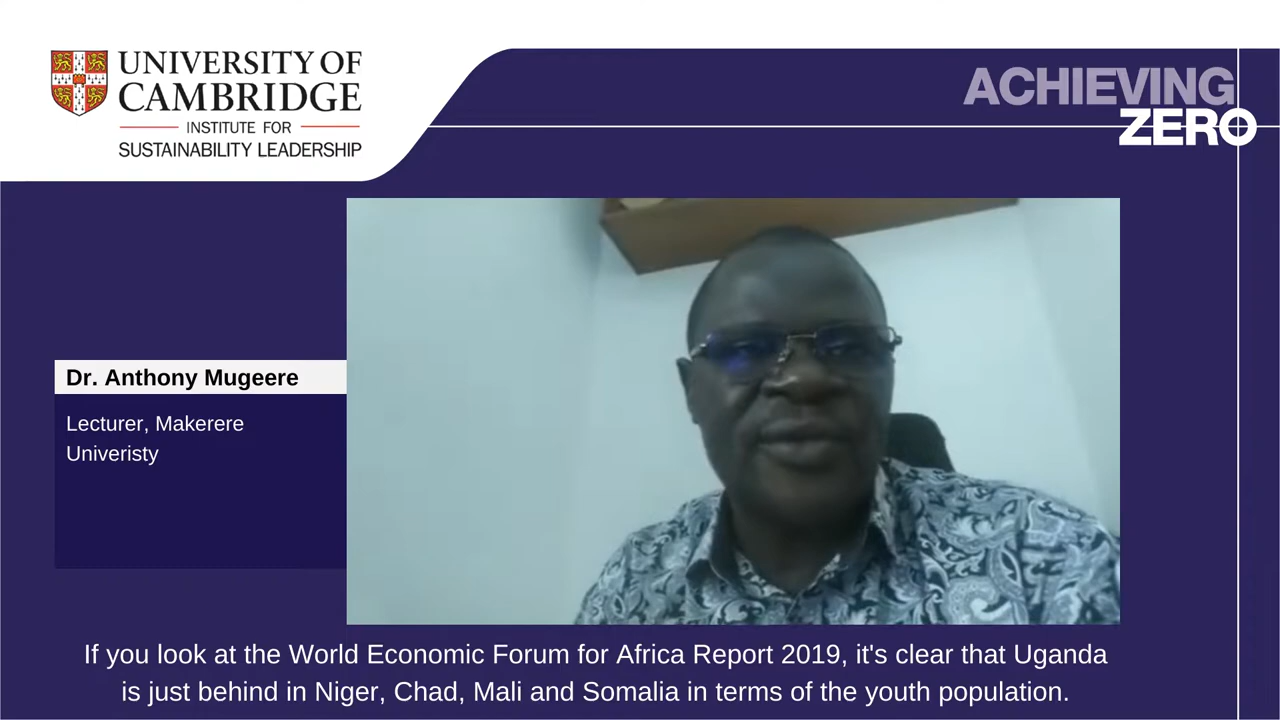 UNIVERSITY OF
CAMBRIDGE
INSTITUTE FOR
SUSTAINABILITY LEADERSHIP
ACHIEVING
ZERO
Dr. Anthony Mugeere
Lecturer, Makerere
Univeristy
If you look at the World Economic Forum for Africa Report 2019, it's clear that Uganda
is just behind in Niger, Chad, Mali and Somalia in terms of the youth population.